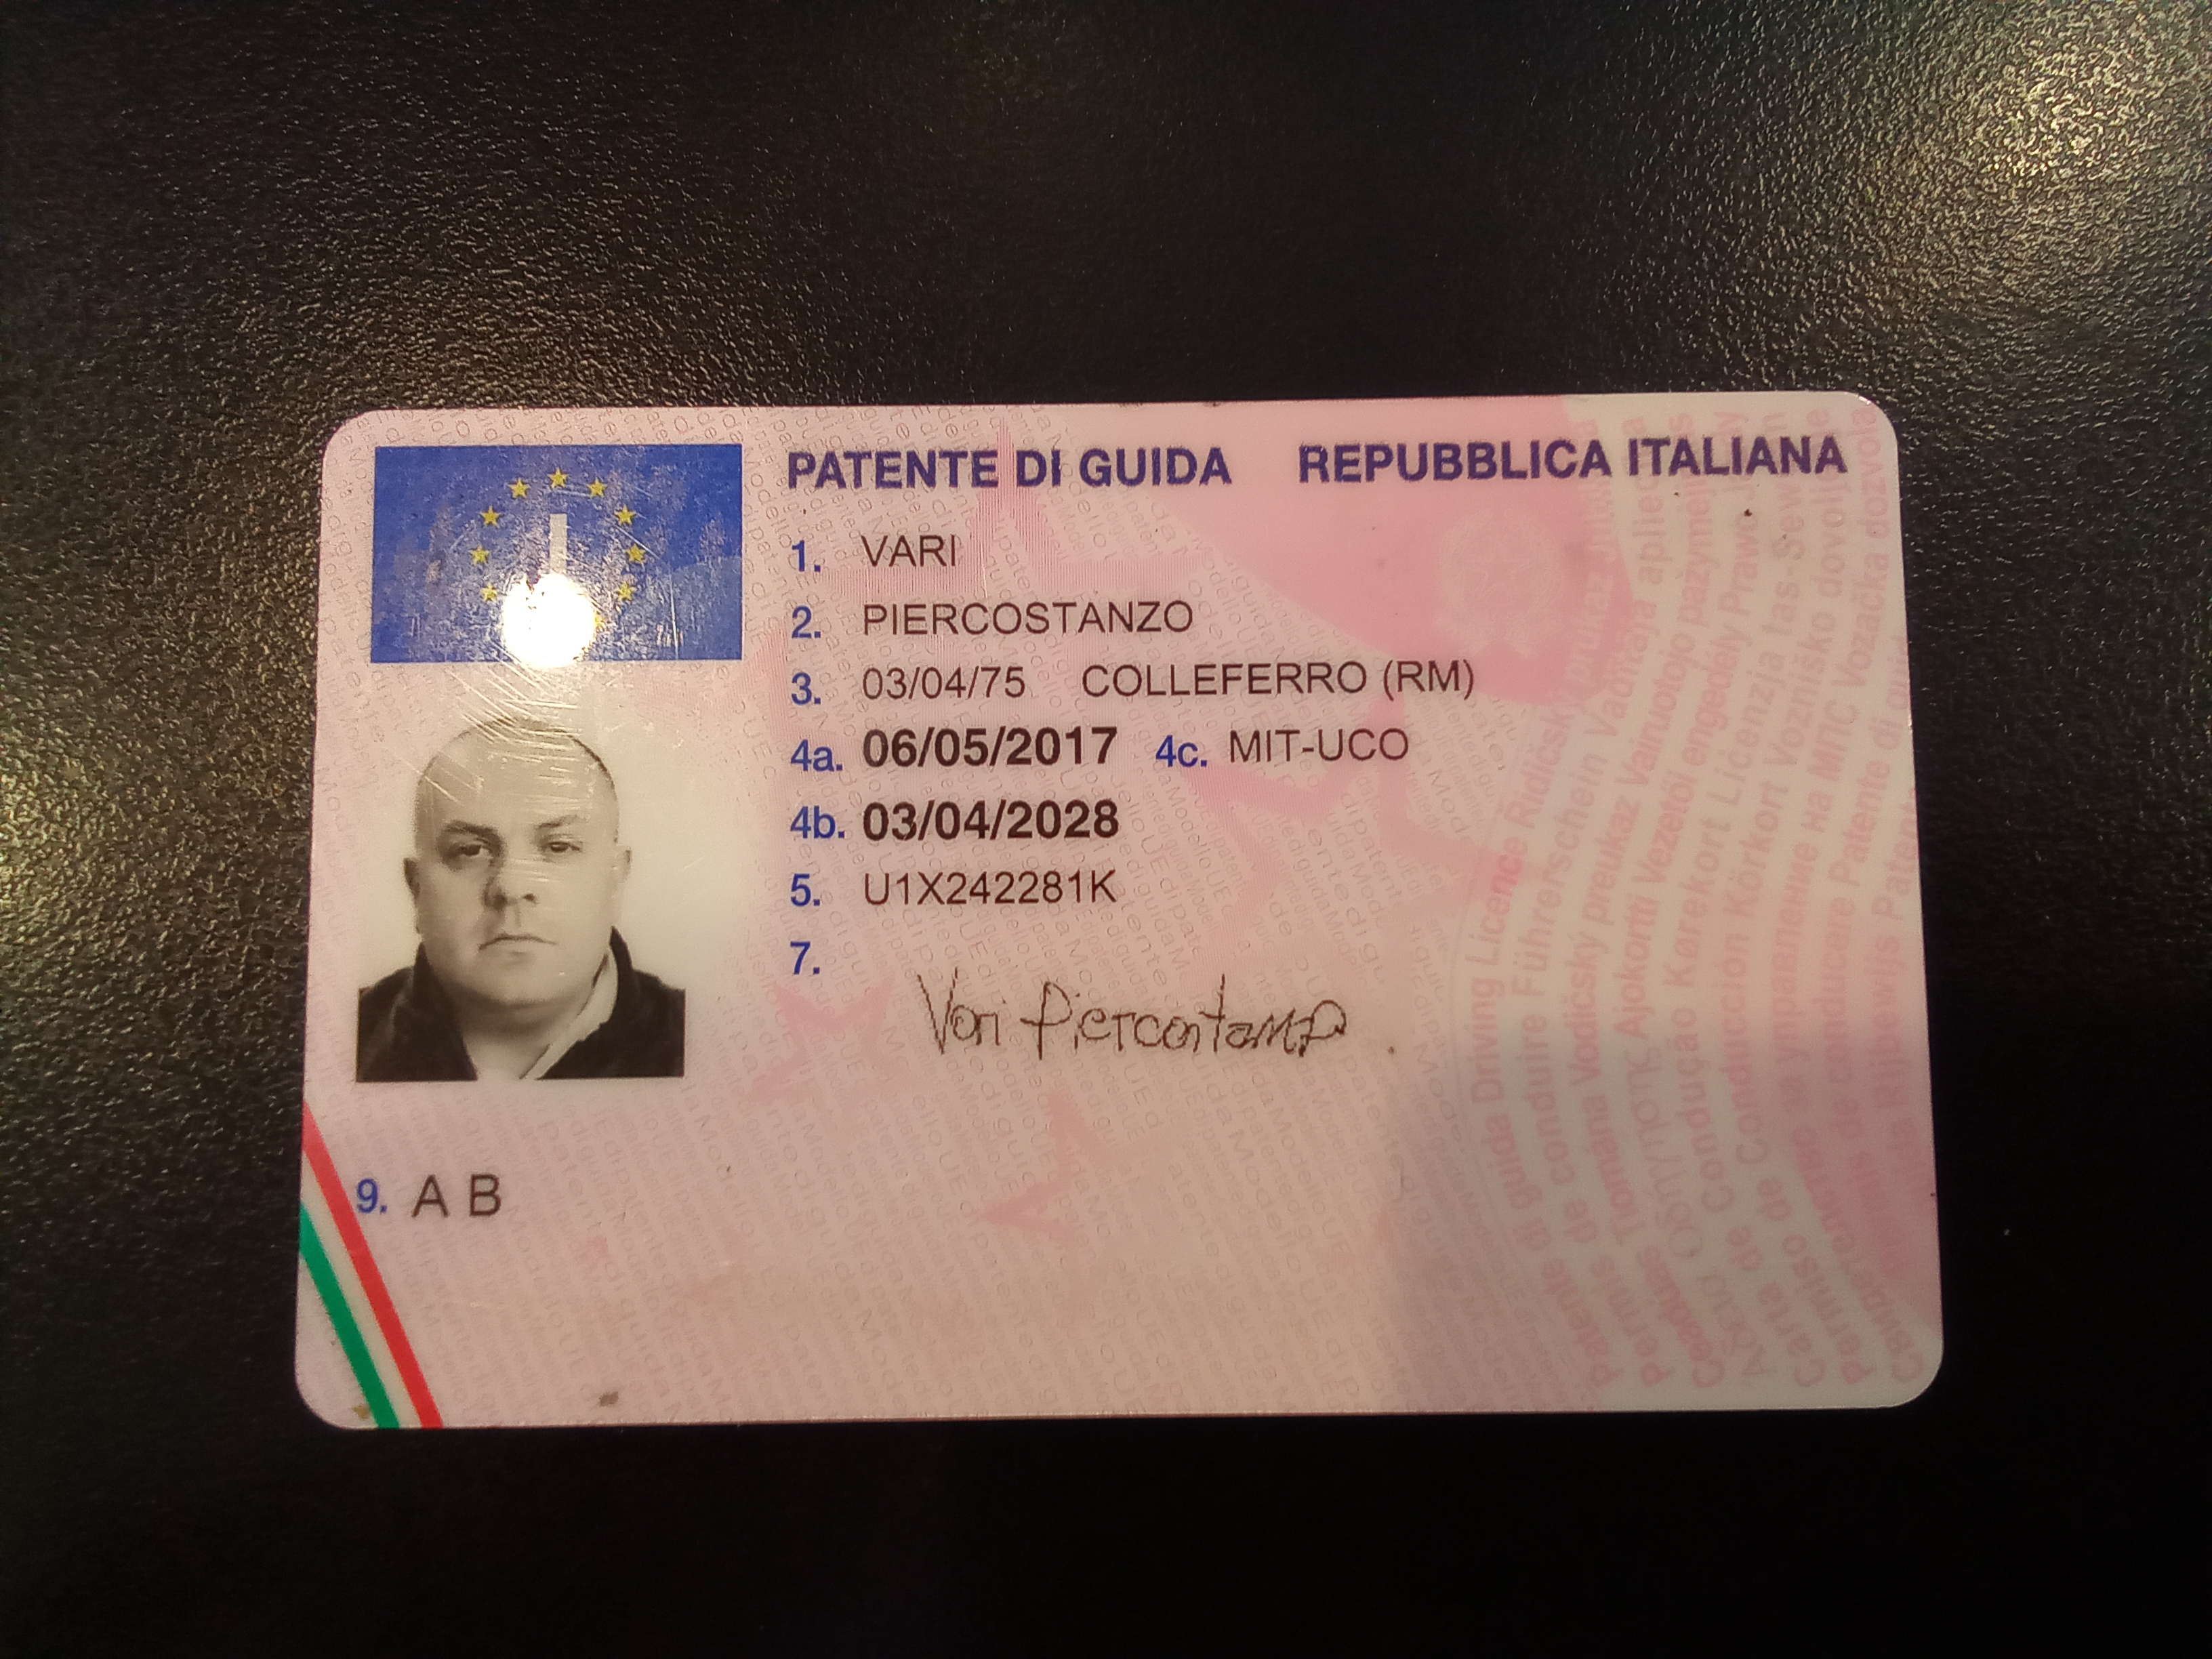 PATENTE DI GUIDA REPUBBLICA ITALIANA
I
1. VARI
2. PIERCOSTANZO
3. 03/04/75 COLLEFERRO (RM)
4a. 06/05/2017 4c. MIT-UCO
4b. 03/04/2028
5. U1X242281K
7.
Vari Piercostanzo
9. A B